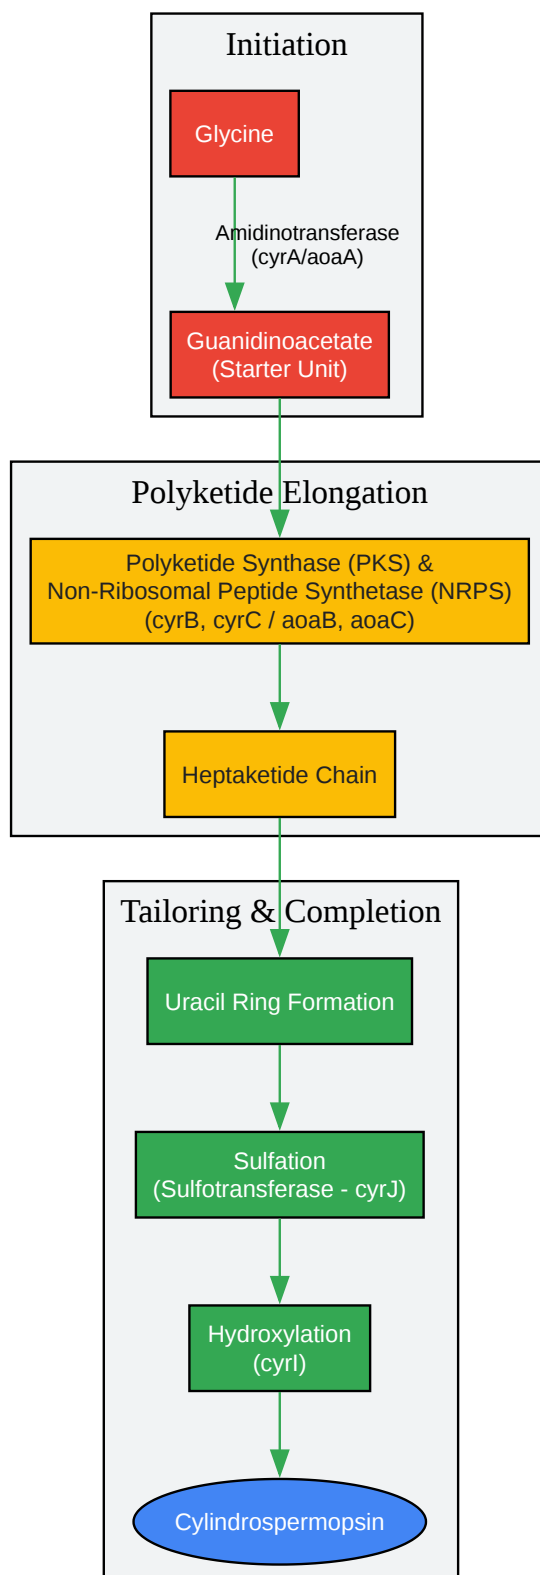 Initiation
Glycine
Amidinotransferase
(cyrA/aoaA)
Guanidinoacetate
(Starter Unit)
Polyketide Elongation
Polyketide Synthase (PKS) &
Non-Ribosomal Peptide Synthetase (NRPS)
(cyrB, cyrC / aoaB, aoaC)
Heptaketide Chain
Tailoring & Completion
Uracil Ring Formation
Sulfation
(Sulfotransferase - cyrJ)
Hydroxylation
(cyrI)
Cylindrospermopsin